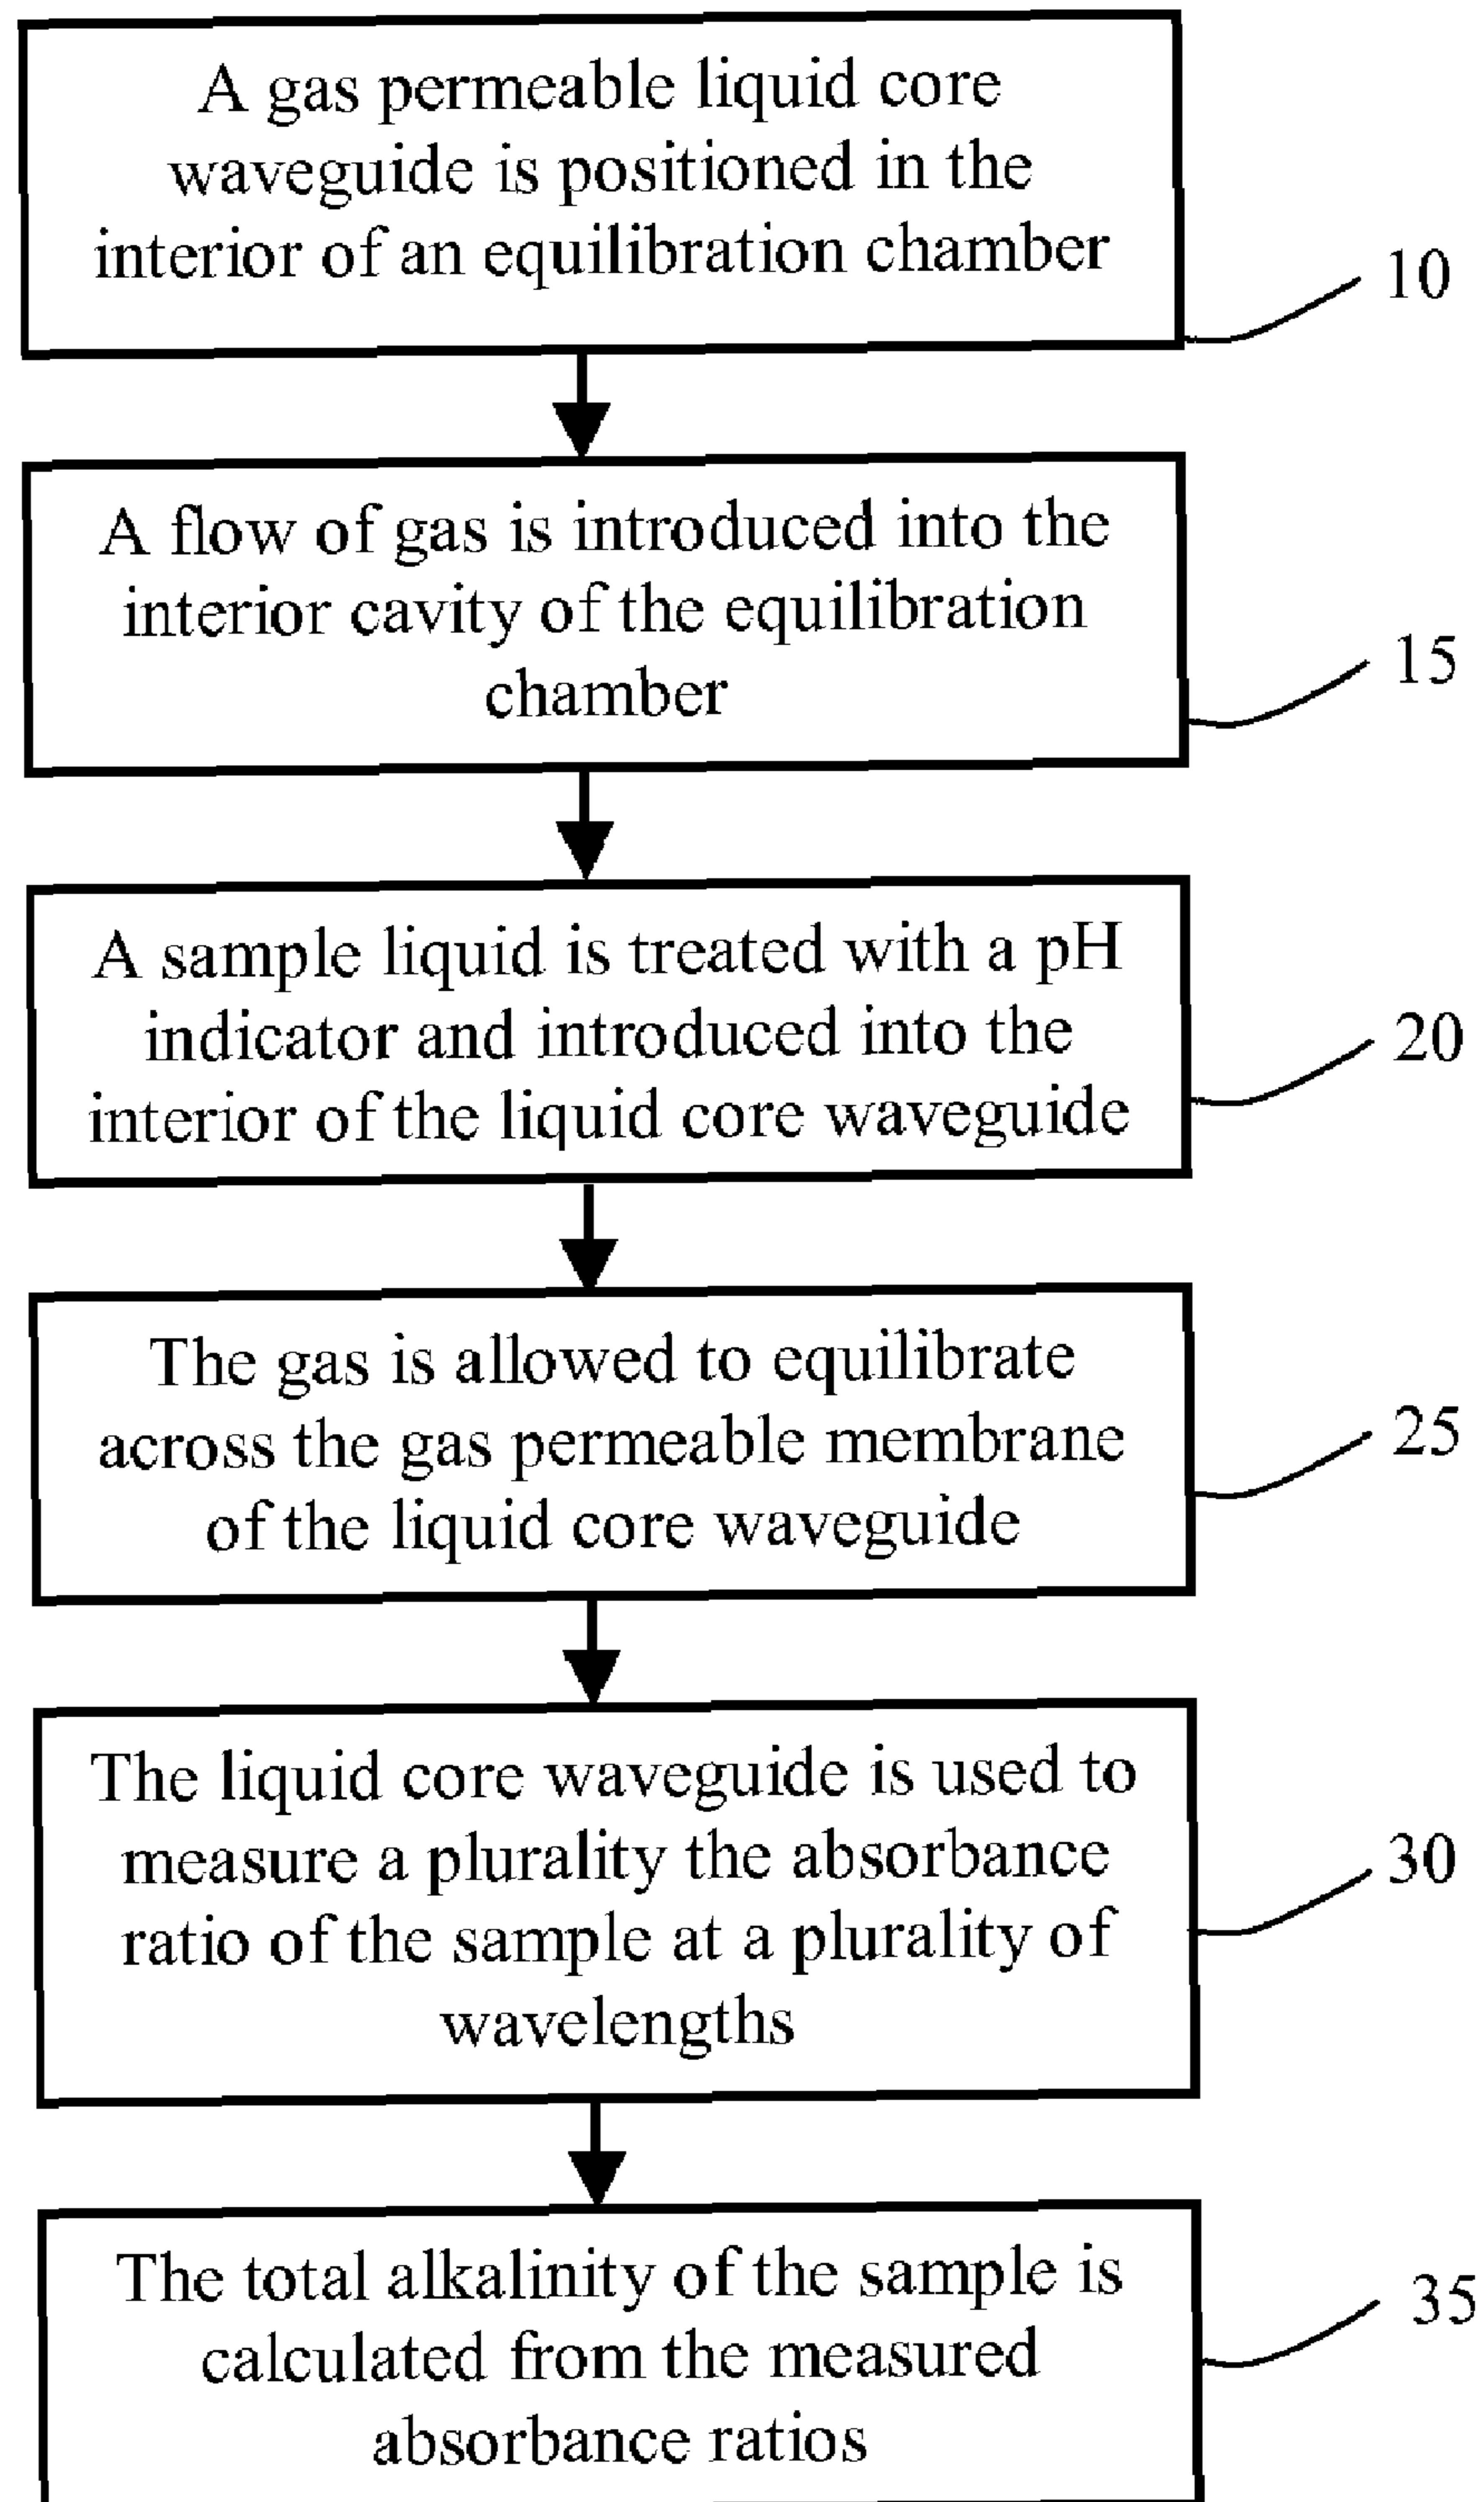 A gas permeable liquid core
waveguide is positioned in the
interior of an equilibration chamber
10
A flow of gas is introduced into the
interior cavity of the equilibration
chamber
15
A sample liquid is treated with a pH
indicator and introduced into the
interior of the liquid core waveguide
20
The gas is allowed to equilibrate
across the gas permeable membrane
of the liquid core waveguide
25
The liquid core waveguide is used to
measure a plurality the absorbance
ratio of the sample at a plurality of
wavelengths
30
The total alkalinity of the sample is
calculated from the measured
absorbance ratios
35